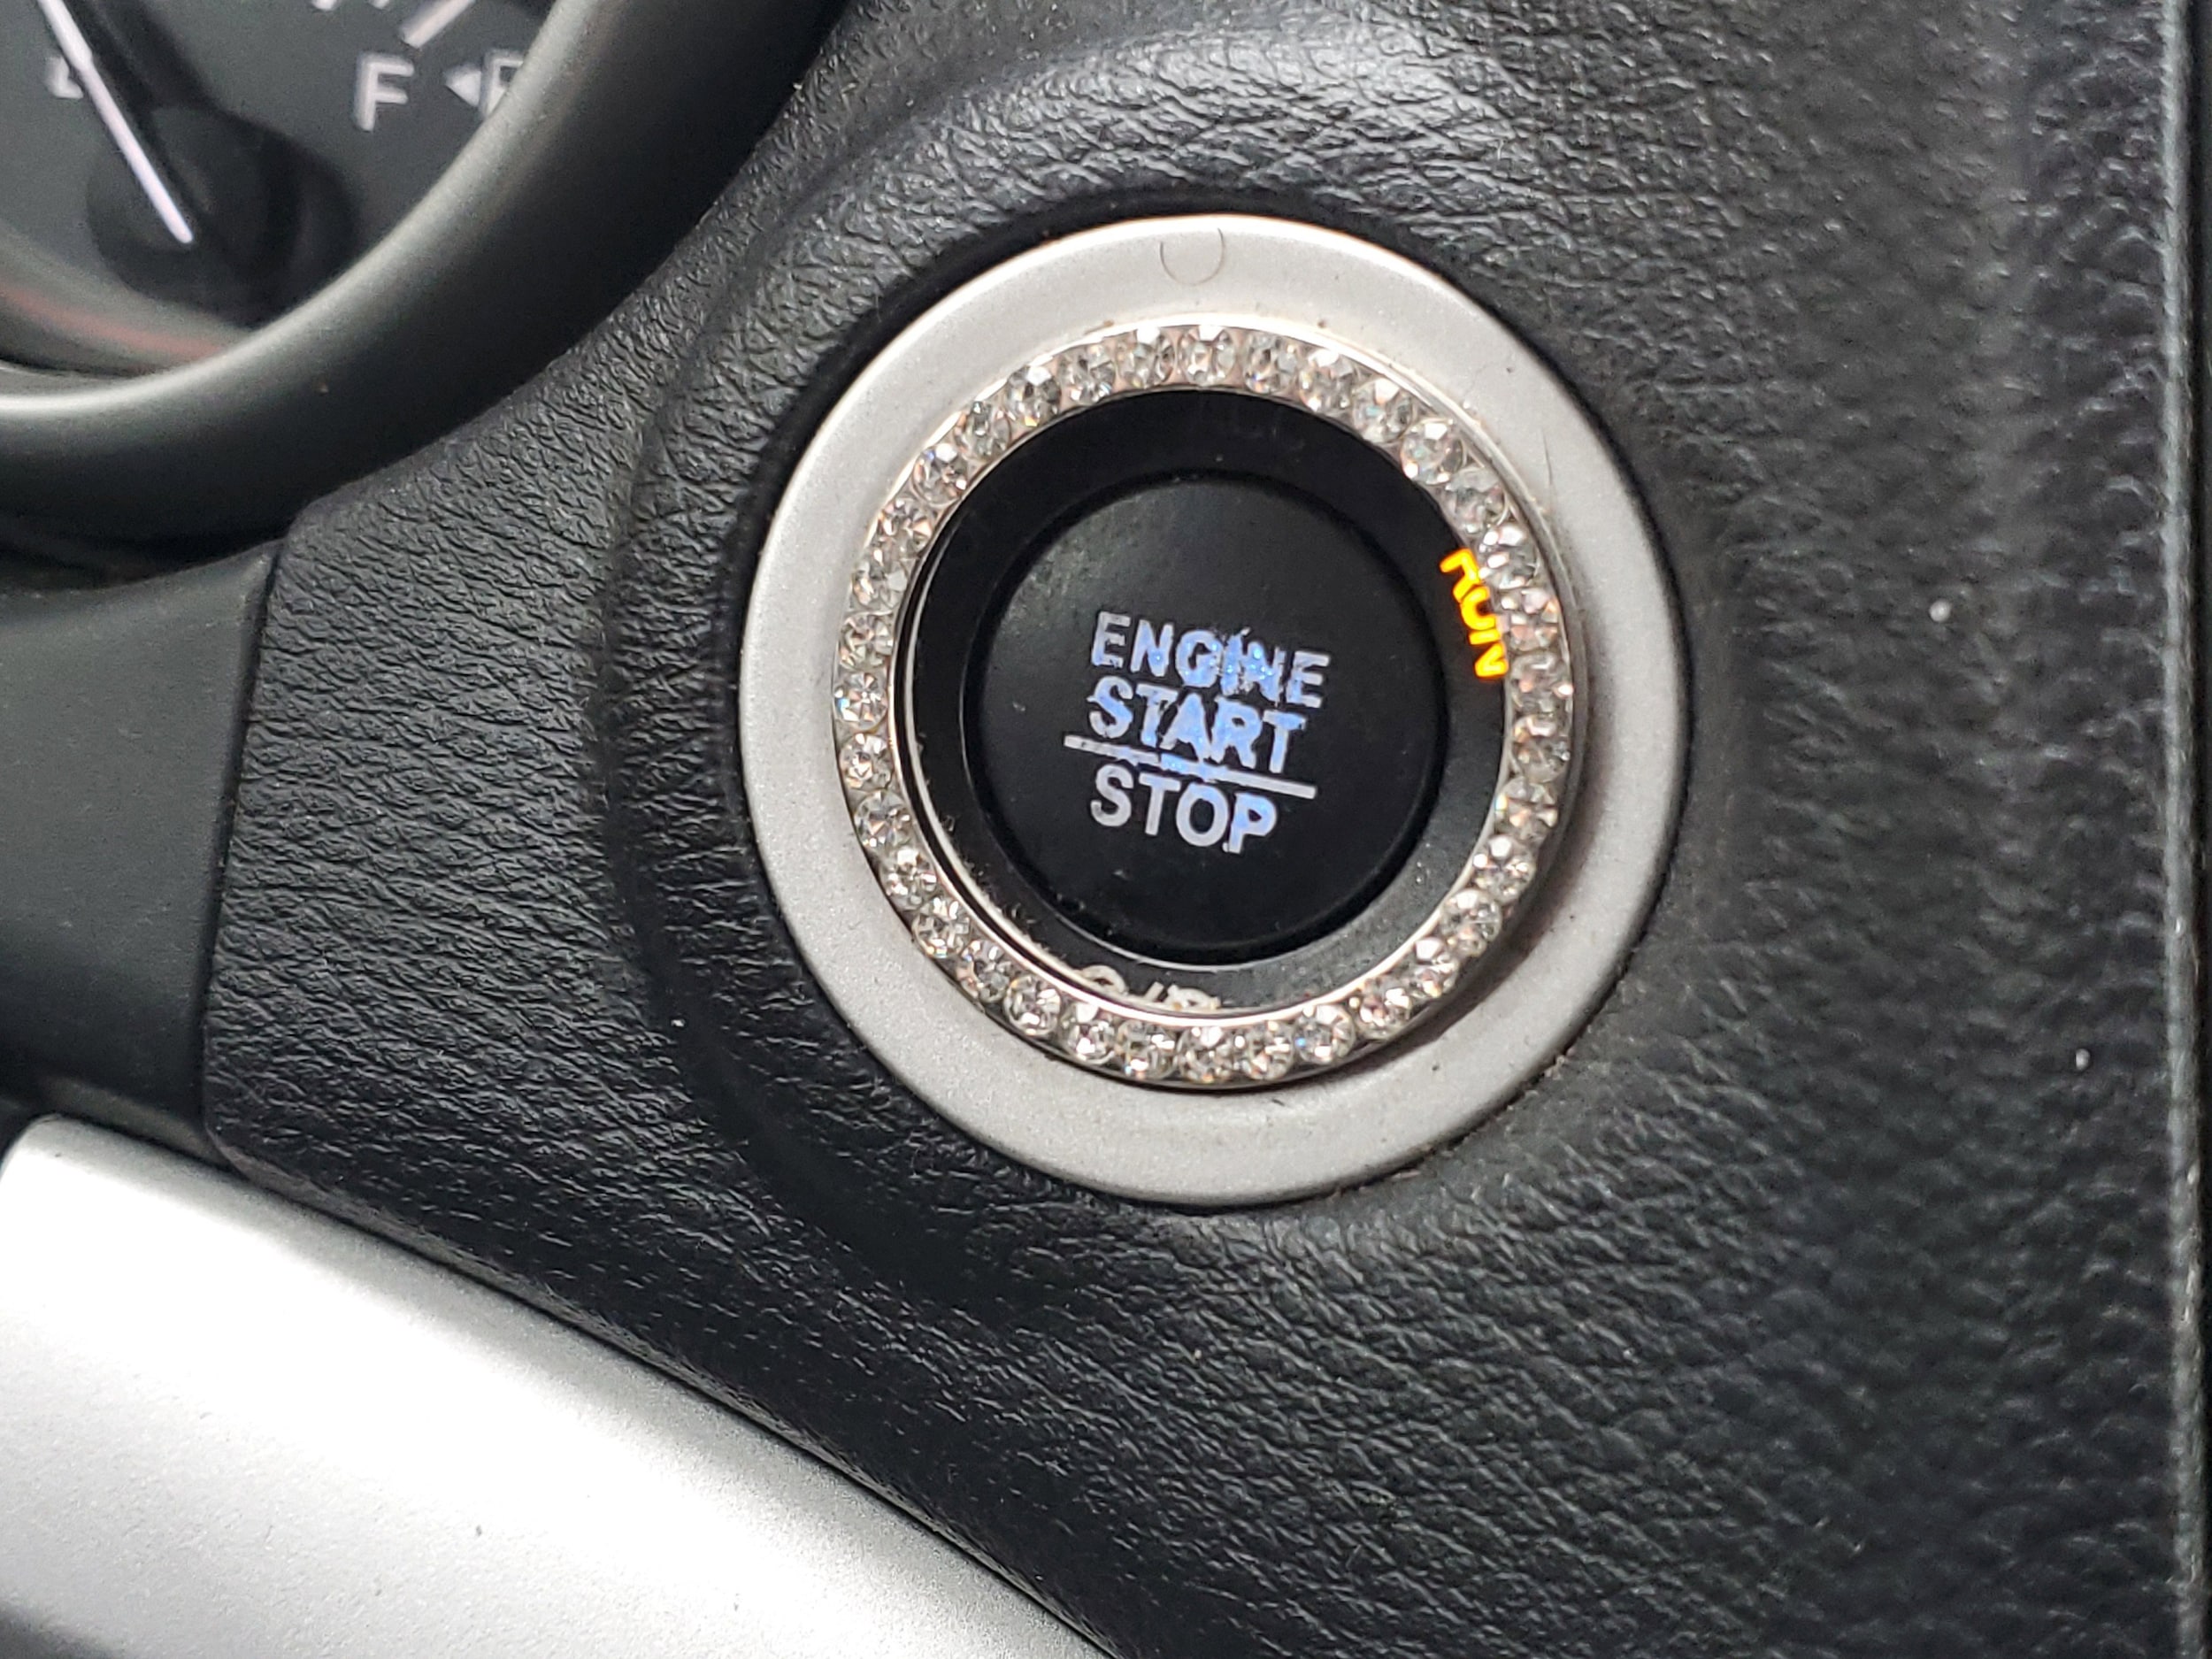 F
RUN
ENGINE
START
STOP